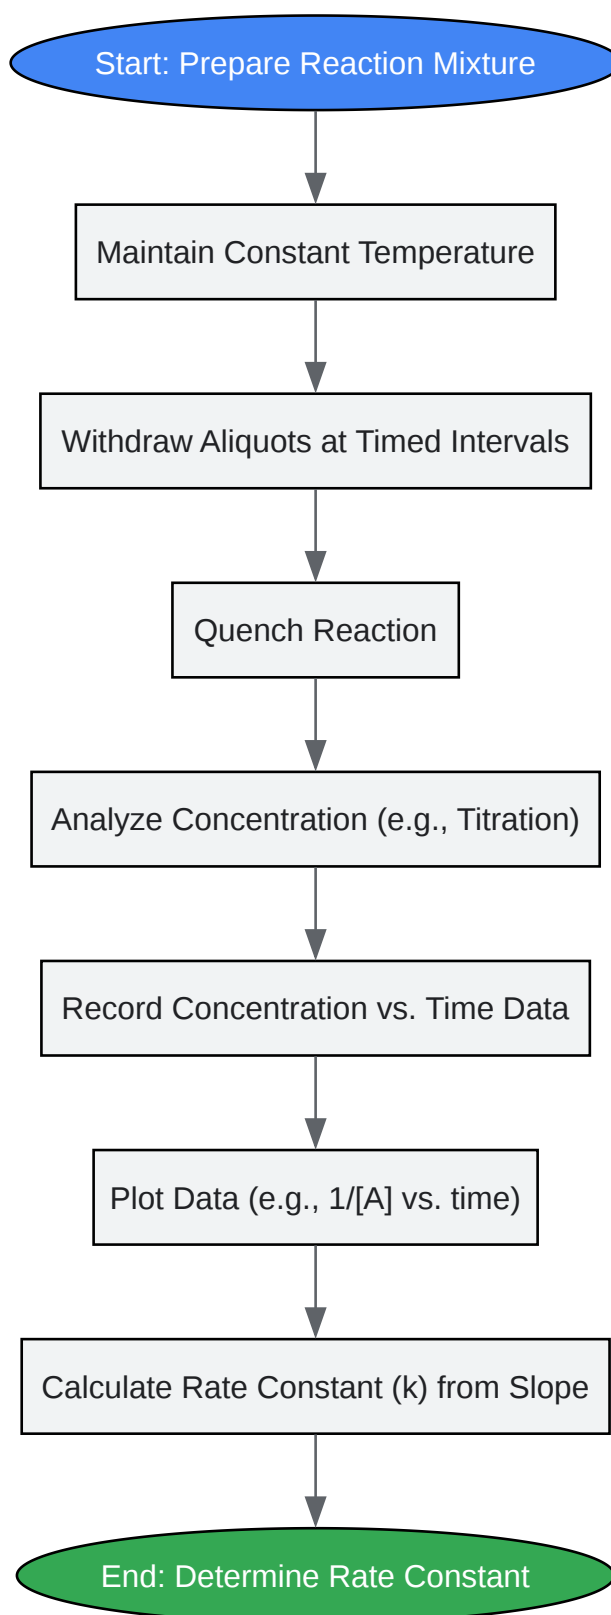 Start: Prepare Reaction Mixture
Maintain Constant Temperature
Withdraw Aliquots at Timed Intervals
Quench Reaction
Analyze Concentration (e.g., Titration)
Record Concentration vs. Time Data
Plot Data (e.g., 1/[A] vs. time)
Calculate Rate Constant (k) from Slope
End: Determine Rate Constant